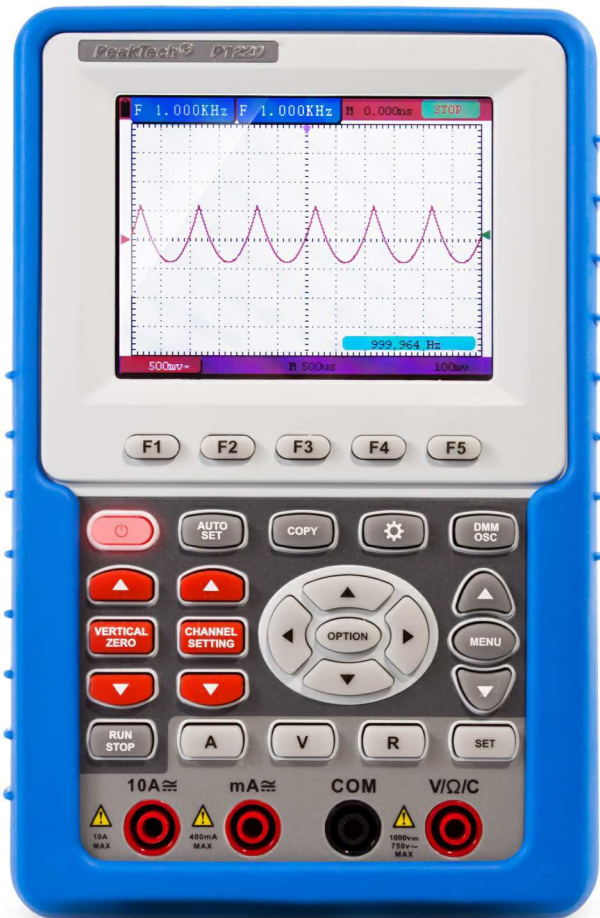 PeakTech® P1220
F 1.000KHz F 1.000KHz M 0.000ns STOP
999,964 Hz
500mv~ M 500us 100mv
F1 F2 F3 F4 F5
AUTO SET COPY DMM OSC
VERTICAL ZERO CHANNEL SETTING OPTION MENU
RUN STOP A V R SET
10A≅ mA≅ COM V/Ω/C
10A MAX 400mA MAX 1000v⎓ 750v~ MAX